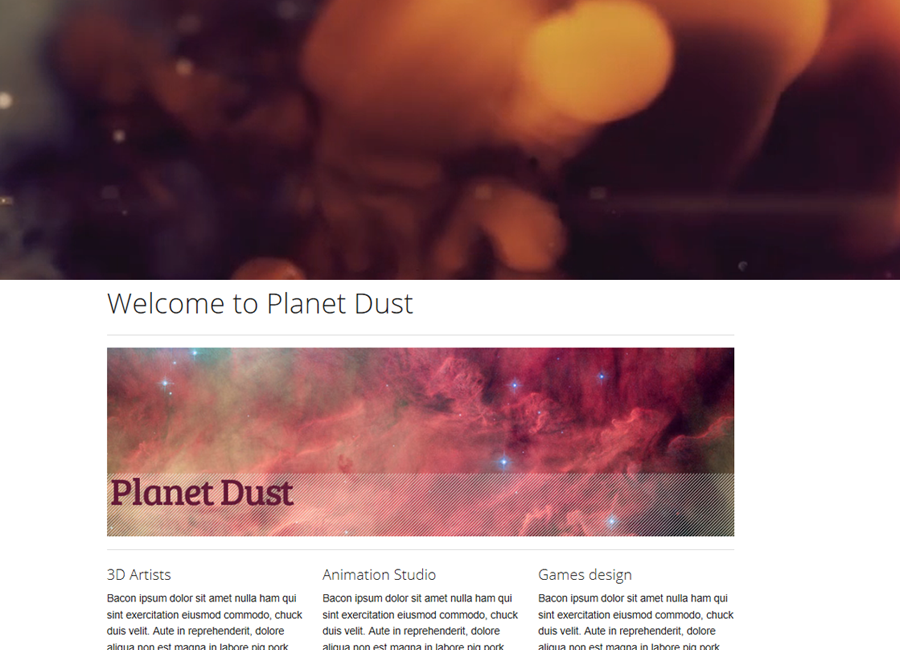 Welcome to Planet Dust
Planet Dust
3D Artists
Bacon ipsum dolor sit amet nulla ham qui
sint exercitation eiusmod commodo, chuck
duis velit. Aute in reprehenderit, dolore
aliqua non est magna in labore pig pork
Animation Studio
Bacon ipsum dolor sit amet nulla ham qui
sint exercitation eiusmod commodo, chuck
duis velit. Aute in reprehenderit, dolore
aliqua non est magna in labore pig pork
Games design
Bacon ipsum dolor sit amet nulla ham qui
sint exercitation eiusmod commodo, chuck
duis velit. Aute in reprehenderit, dolore
aliqua non est magna in labore pig pork